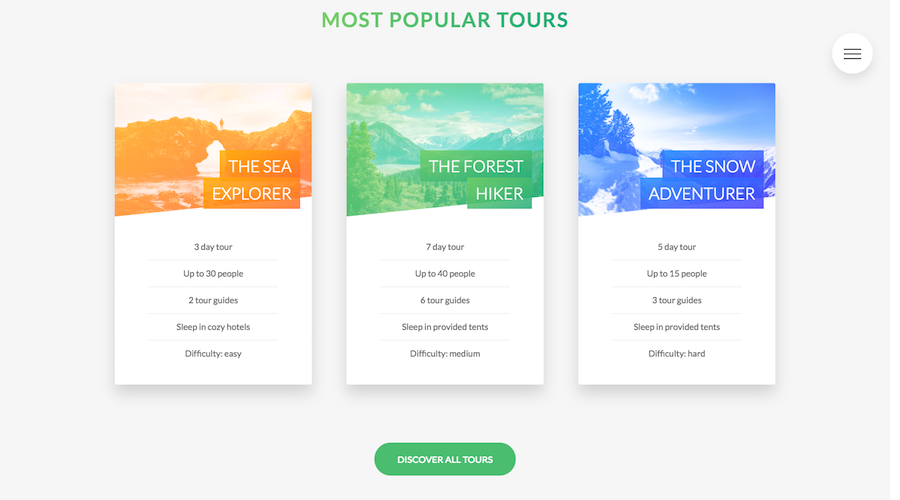 MOST POPULAR TOURS
THE SEA
EXPLORER
3 day tour
Up to 30 people
2 tour guides
Sleep in cozy hotels
Difficulty: easy
THE FOREST
HIKER
7 day tour
Up to 40 people
6 tour guides
Sleep in provided tents
Difficulty: medium
THE SNOW
ADVENTURER
5 day tour
Up to 15 people
3 tour guides
Sleep in provided tents
Difficulty: hard
DISCOVER ALL TOURS